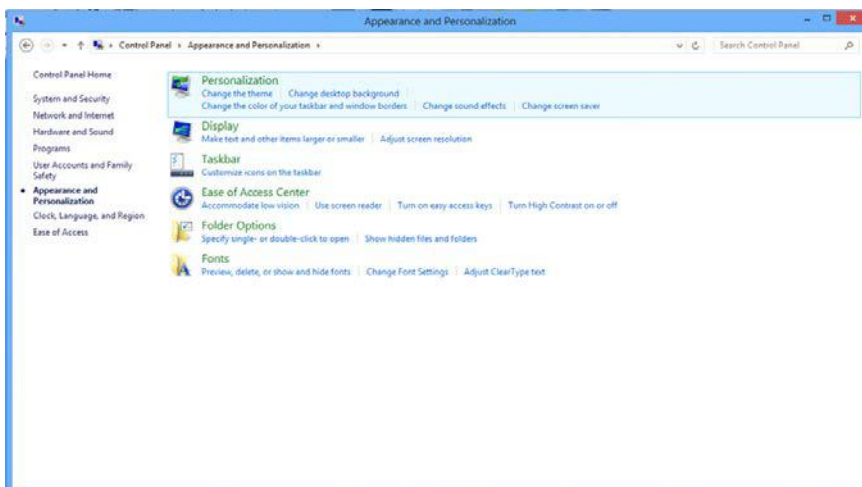 Appearance and Personalization
Control Panel › Appearance and Personalization ›
Search Control Panel
Control Panel Home
System and Security
Network and Internet
Hardware and Sound
Programs
User Accounts and Family
Safety
Appearance and
Personalization
Clock, Language, and Region
Ease of Access
Personalization
Change the theme | Change desktop background |
Change the color of your taskbar and window borders | Change sound effects | Change screen saver
Display
Make text and other items larger or smaller | Adjust screen resolution
Taskbar
Customize icons on the taskbar
Ease of Access Center
Accommodate low vision | Use screen reader | Turn on easy access keys | Turn High Contrast on or off
Folder Options
Specify single- or double-click to open | Show hidden files and folders
Fonts
Preview, delete, or show and hide fonts | Change Font Settings | Adjust ClearType text